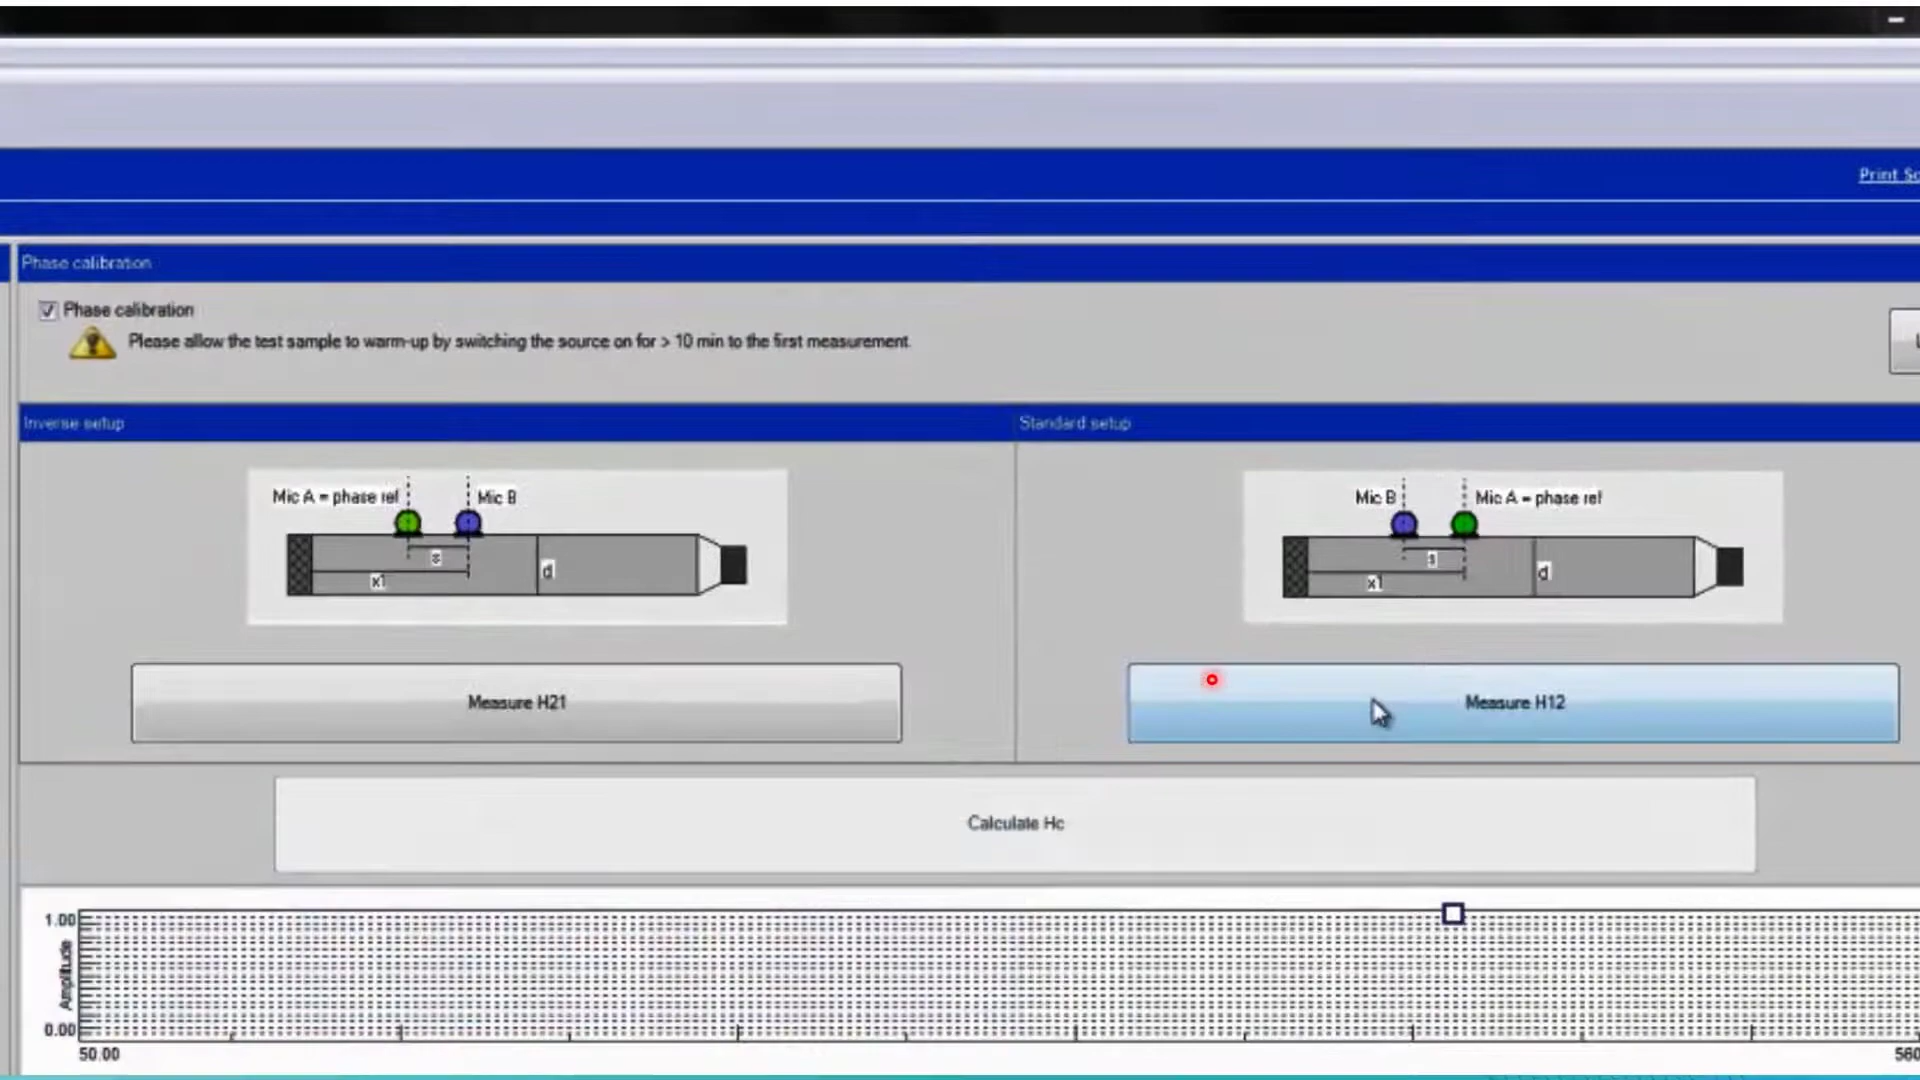 Print Sc
Phase calibration
Phase calibration
Please allow the test sample to warm-up by switching the source on for > 10 min to the first measurement.
Inverse setup
Standard setup
Mic A = phase ref
Mic B
s
x1
d
Mic B
Mic A = phase ref
s
x1
d
Measure H21
Measure H12
Calculate Hc
1.00
Amplitude
0.00
50.00
560